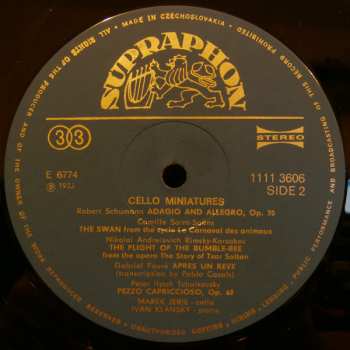 MADE IN CZECHOSLOVAKIA
ALL RIGHTS OF THE PRODUCER AND OF THE OWNER OF THE WORK REPRODUCED RESERVED · UNAUTHORIZED COPYING · HIRING · LENDING · PUBLIC PERFORMANCE AND BROADCASTING OF THIS RECORD PROHIBITED
SUPRAPHON
33
STEREO
E 6774
1111 3606
SIDE 2
CELLO MINIATURES
Robert Schumann ADAGIO AND ALLEGRO, Op. 70
Camille Saint-Saëns
THE SWAN from the cycle Le Carnaval des animaux
Nikolai Andreievich Rimsky-Korsakov
THE FLIGHT OF THE BUMBLE-BEE
from the opera The Story of Tsar Saltan
Gabriel Fauré APRES UN REVE
(transcription by Pablo Casals)
Peter Ilyich Tchaikovsky
PEZZO CAPRICCIOSO, Op. 62
MAREK JERIE - cello
IVAN KLÁNSKÝ - piano